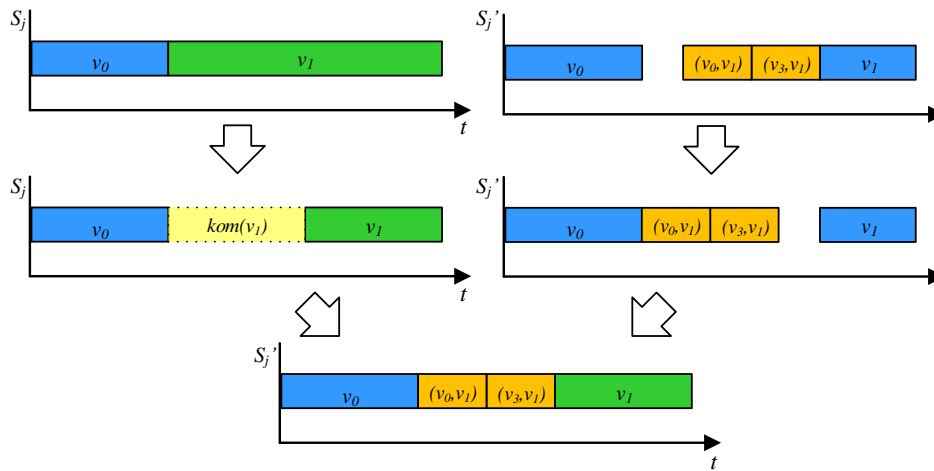 S_j
v_0
v_1
t
S_j'
v_0
(v_0,v_1)
(v_3,v_1)
v_1
S_j
v_0
kom(v_1)
v_1
t
S_j'
v_0
(v_0,v_1)
(v_3,v_1)
v_1
S_j'
v_0
(v_0,v_1)
(v_3,v_1)
v_1
t